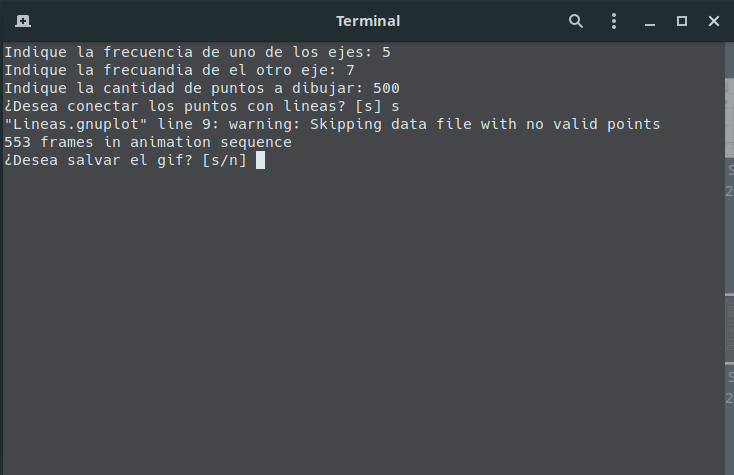 Terminal
Indique la frecuencia de uno de los ejes: 5
Indique la frecuandia de el otro eje: 7
Indique la cantidad de puntos a dibujar: 500
¿Desea conectar los puntos con lineas? [s] s
"Lineas.gnuplot" line 9: warning: Skipping data file with no valid points
553 frames in animation sequence
¿Desea salvar el gif? [s/n]
S
2
S
2